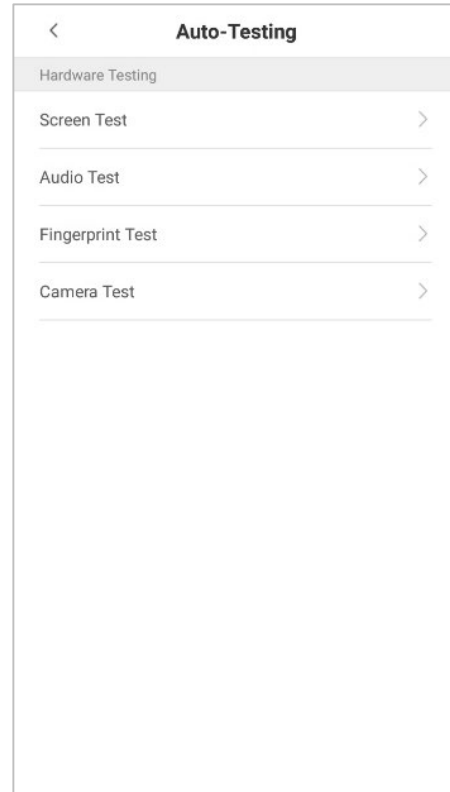 Auto-Testing
Hardware Testing
Screen Test
Audio Test
Fingerprint Test
Camera Test